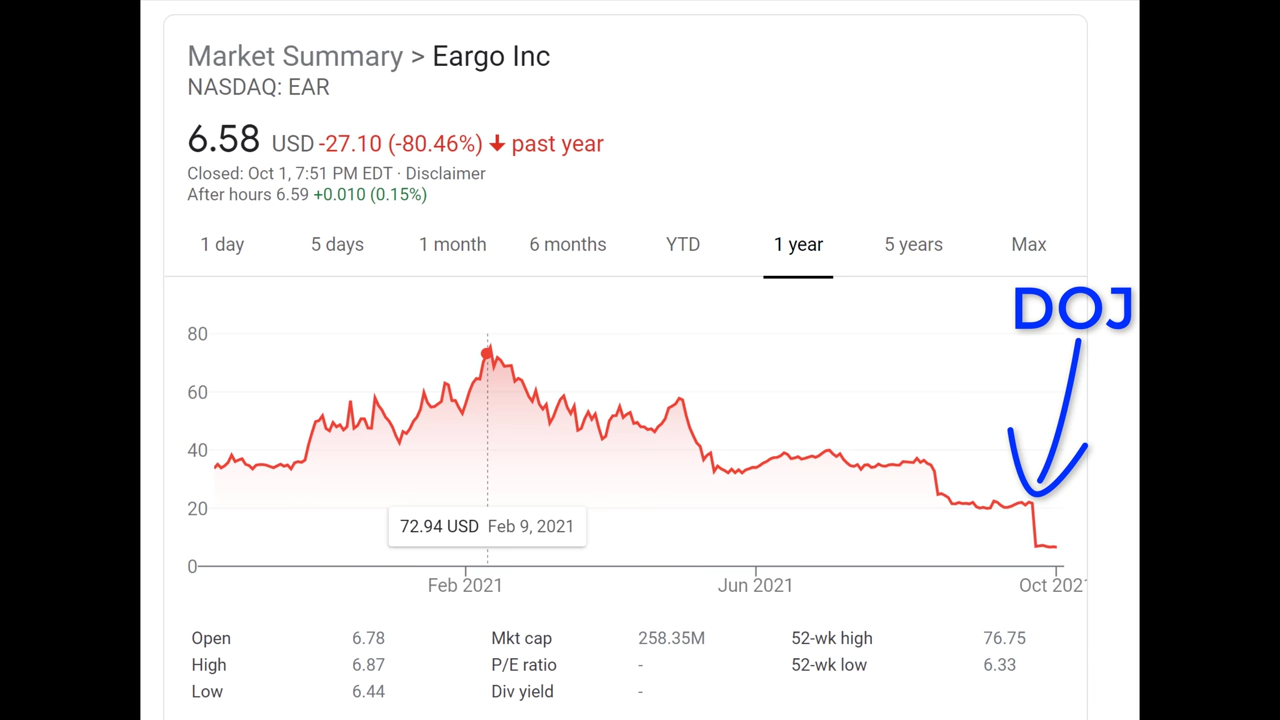 Market Summary > Eargo Inc
NASDAQ: EAR
6.58 USD -27.10 (-80.46%) ↓ past year
Closed: Oct 1, 7:51 PM EDT · Disclaimer
After hours 6.59 +0.010 (0.15%)
1 day 5 days 1 month 6 months YTD 1 year 5 years Max
DOJ
80
60
40
20
72.94 USD Feb 9, 2021
0
Feb 2021 Jun 2021 Oct 2021
Open 6.78 Mkt cap 258.35M 52-wk high 76.75
High 6.87 P/E ratio - 52-wk low 6.33
Low 6.44 Div yield -